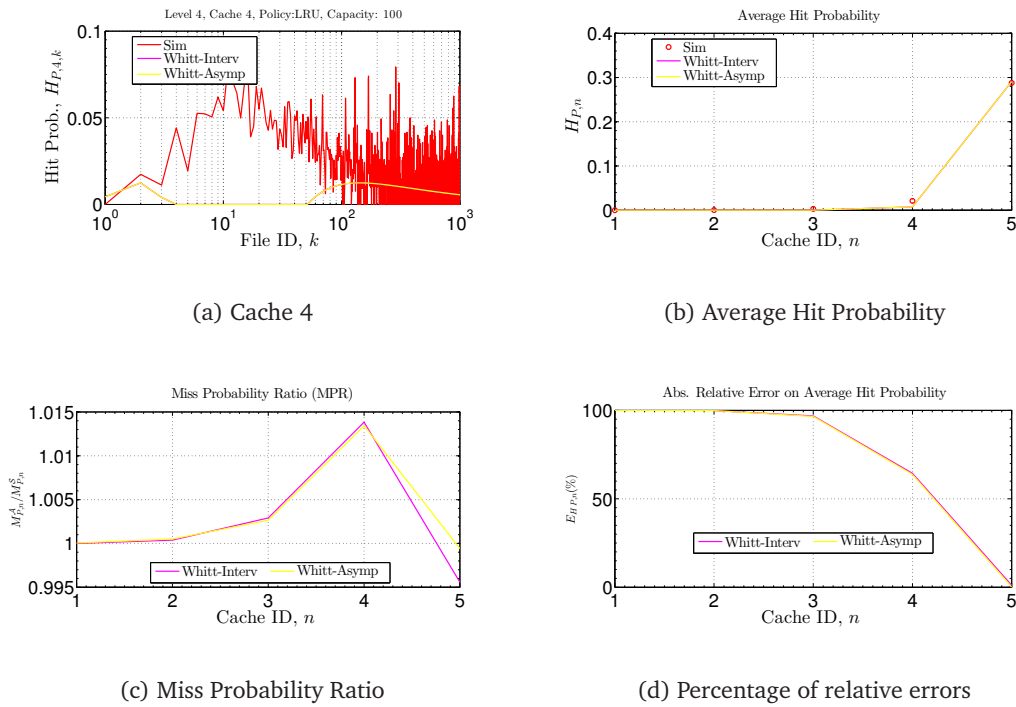 Level 4, Cache 4, Policy:LRU, Capacity: 100
Hit Prob., H_{P,4,k}
0.1
0.05
0
Sim
Whitt-Interv
Whitt-Asymp
10^0
10^1
10^2
10^3
File ID, k
(a) Cache 4
Average Hit Probability
H_{P,n}
0.4
0.3
0.2
0.1
0
Sim
Whitt-Interv
Whitt-Asymp
1 2 3 4 5
Cache ID, n
(b) Average Hit Probability
Miss Probability Ratio (MPR)
M^A_{P,n}/M^S_{P,n}
1.015
1.01
1.005
1
0.995
Whitt-Interv Whitt-Asymp
1 2 3 4 5
Cache ID, n
(c) Miss Probability Ratio
Abs. Relative Error on Average Hit Probability
E_{H P,n}(%)
100
50
0
Whitt-Interv Whitt-Asymp
1 2 3 4 5
Cache ID, n
(d) Percentage of relative errors